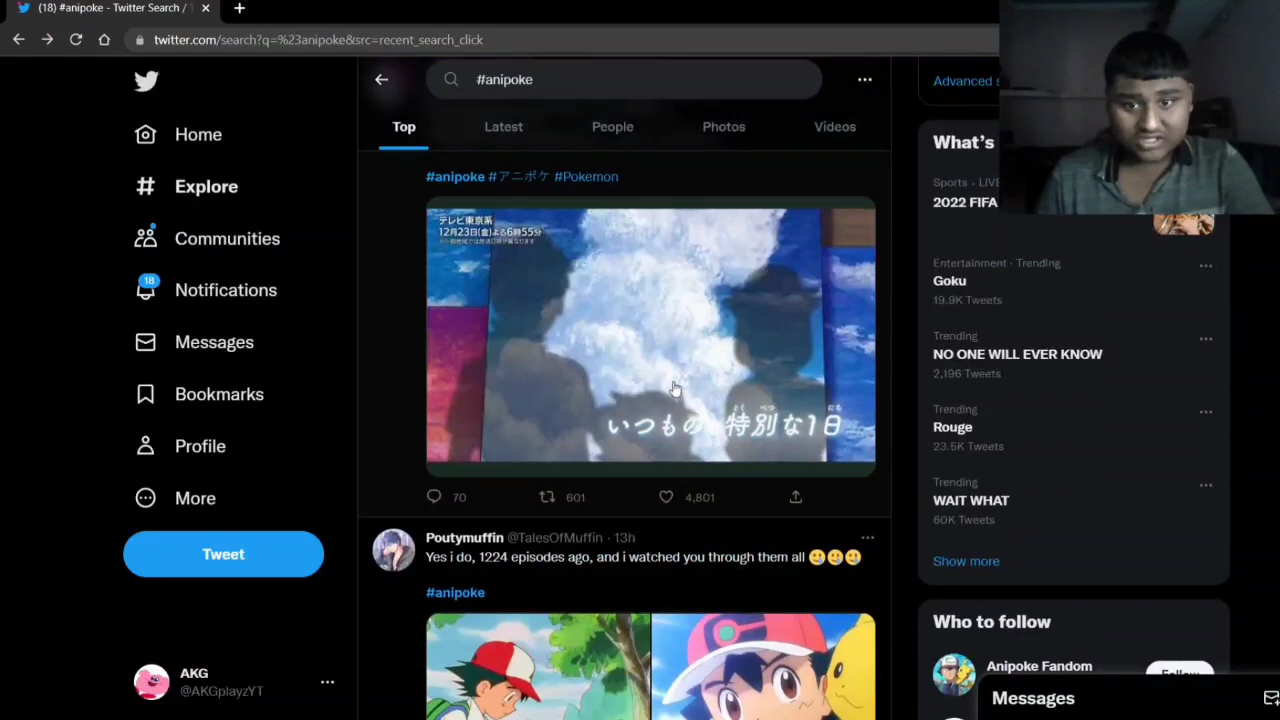 (18) #anipoke - Twitter Search / T
twitter.com/search?q=%23anipoke&src=recent_search_click
#anipoke
Top
Latest
People
Photos
Videos
Home
Explore
Communities
18
Notifications
Messages
Bookmarks
Profile
More
Tweet
AKG
@AKGplayzYT
#anipoke #アニポケ #Pokemon
テレビ東京系
12月23日(金)よる6時55分
いつもの 特別な1日
70
601
4,801
Poutymuffin @TalesOfMuffin · 13h
Yes i do, 1224 episodes ago, and i watched you through them all 🥲🥲🥲
#anipoke
Advanced s
What's
Sports · LIVE
2022 FIFA
Entertainment · Trending
Goku
19.9K Tweets
Trending
NO ONE WILL EVER KNOW
2,196 Tweets
Trending
Rouge
23.5K Tweets
Trending
WAIT WHAT
60K Tweets
Show more
Who to follow
Anipoke Fandom
Follow
Messages